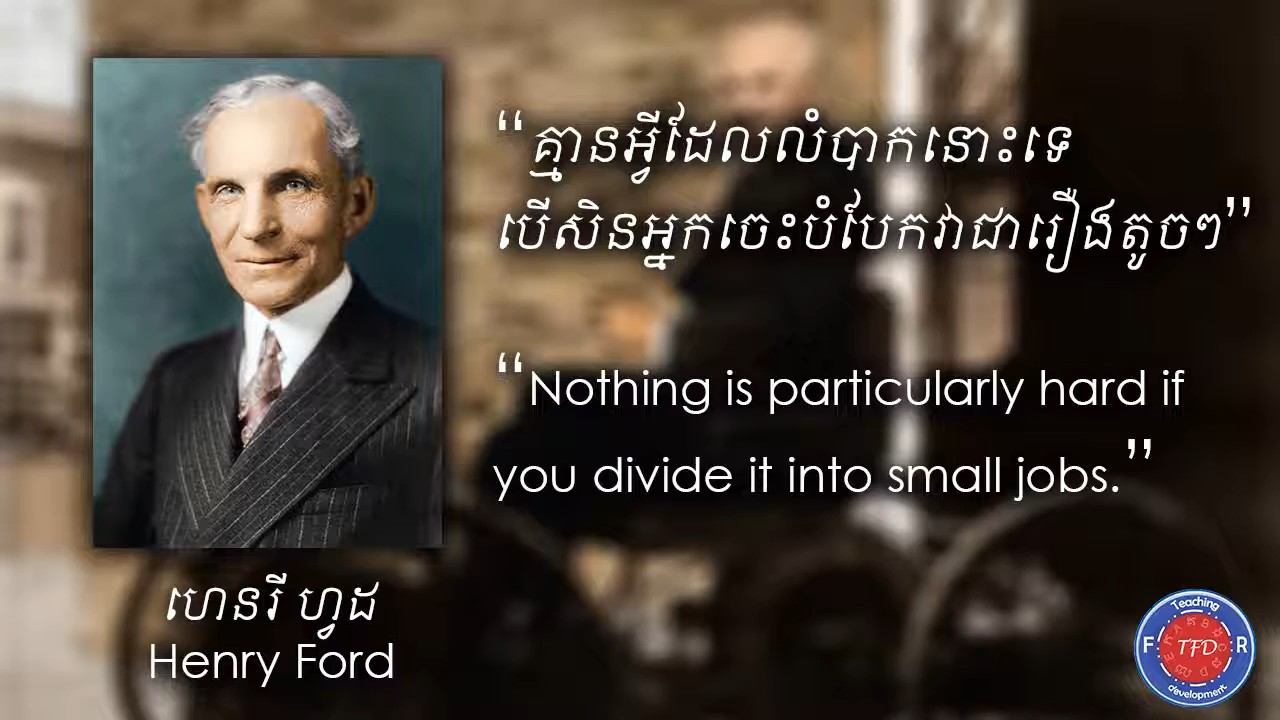 “គ្មានអ្វីដែលលំបាកនោះទេ
បើសិនអ្នកចេះបំបែកវាជារឿងតូចៗ”
“Nothing is particularly hard if
you divide it into small jobs.”
ហេនរី ហ្វដ
Henry Ford
Teaching
F TFD R
development